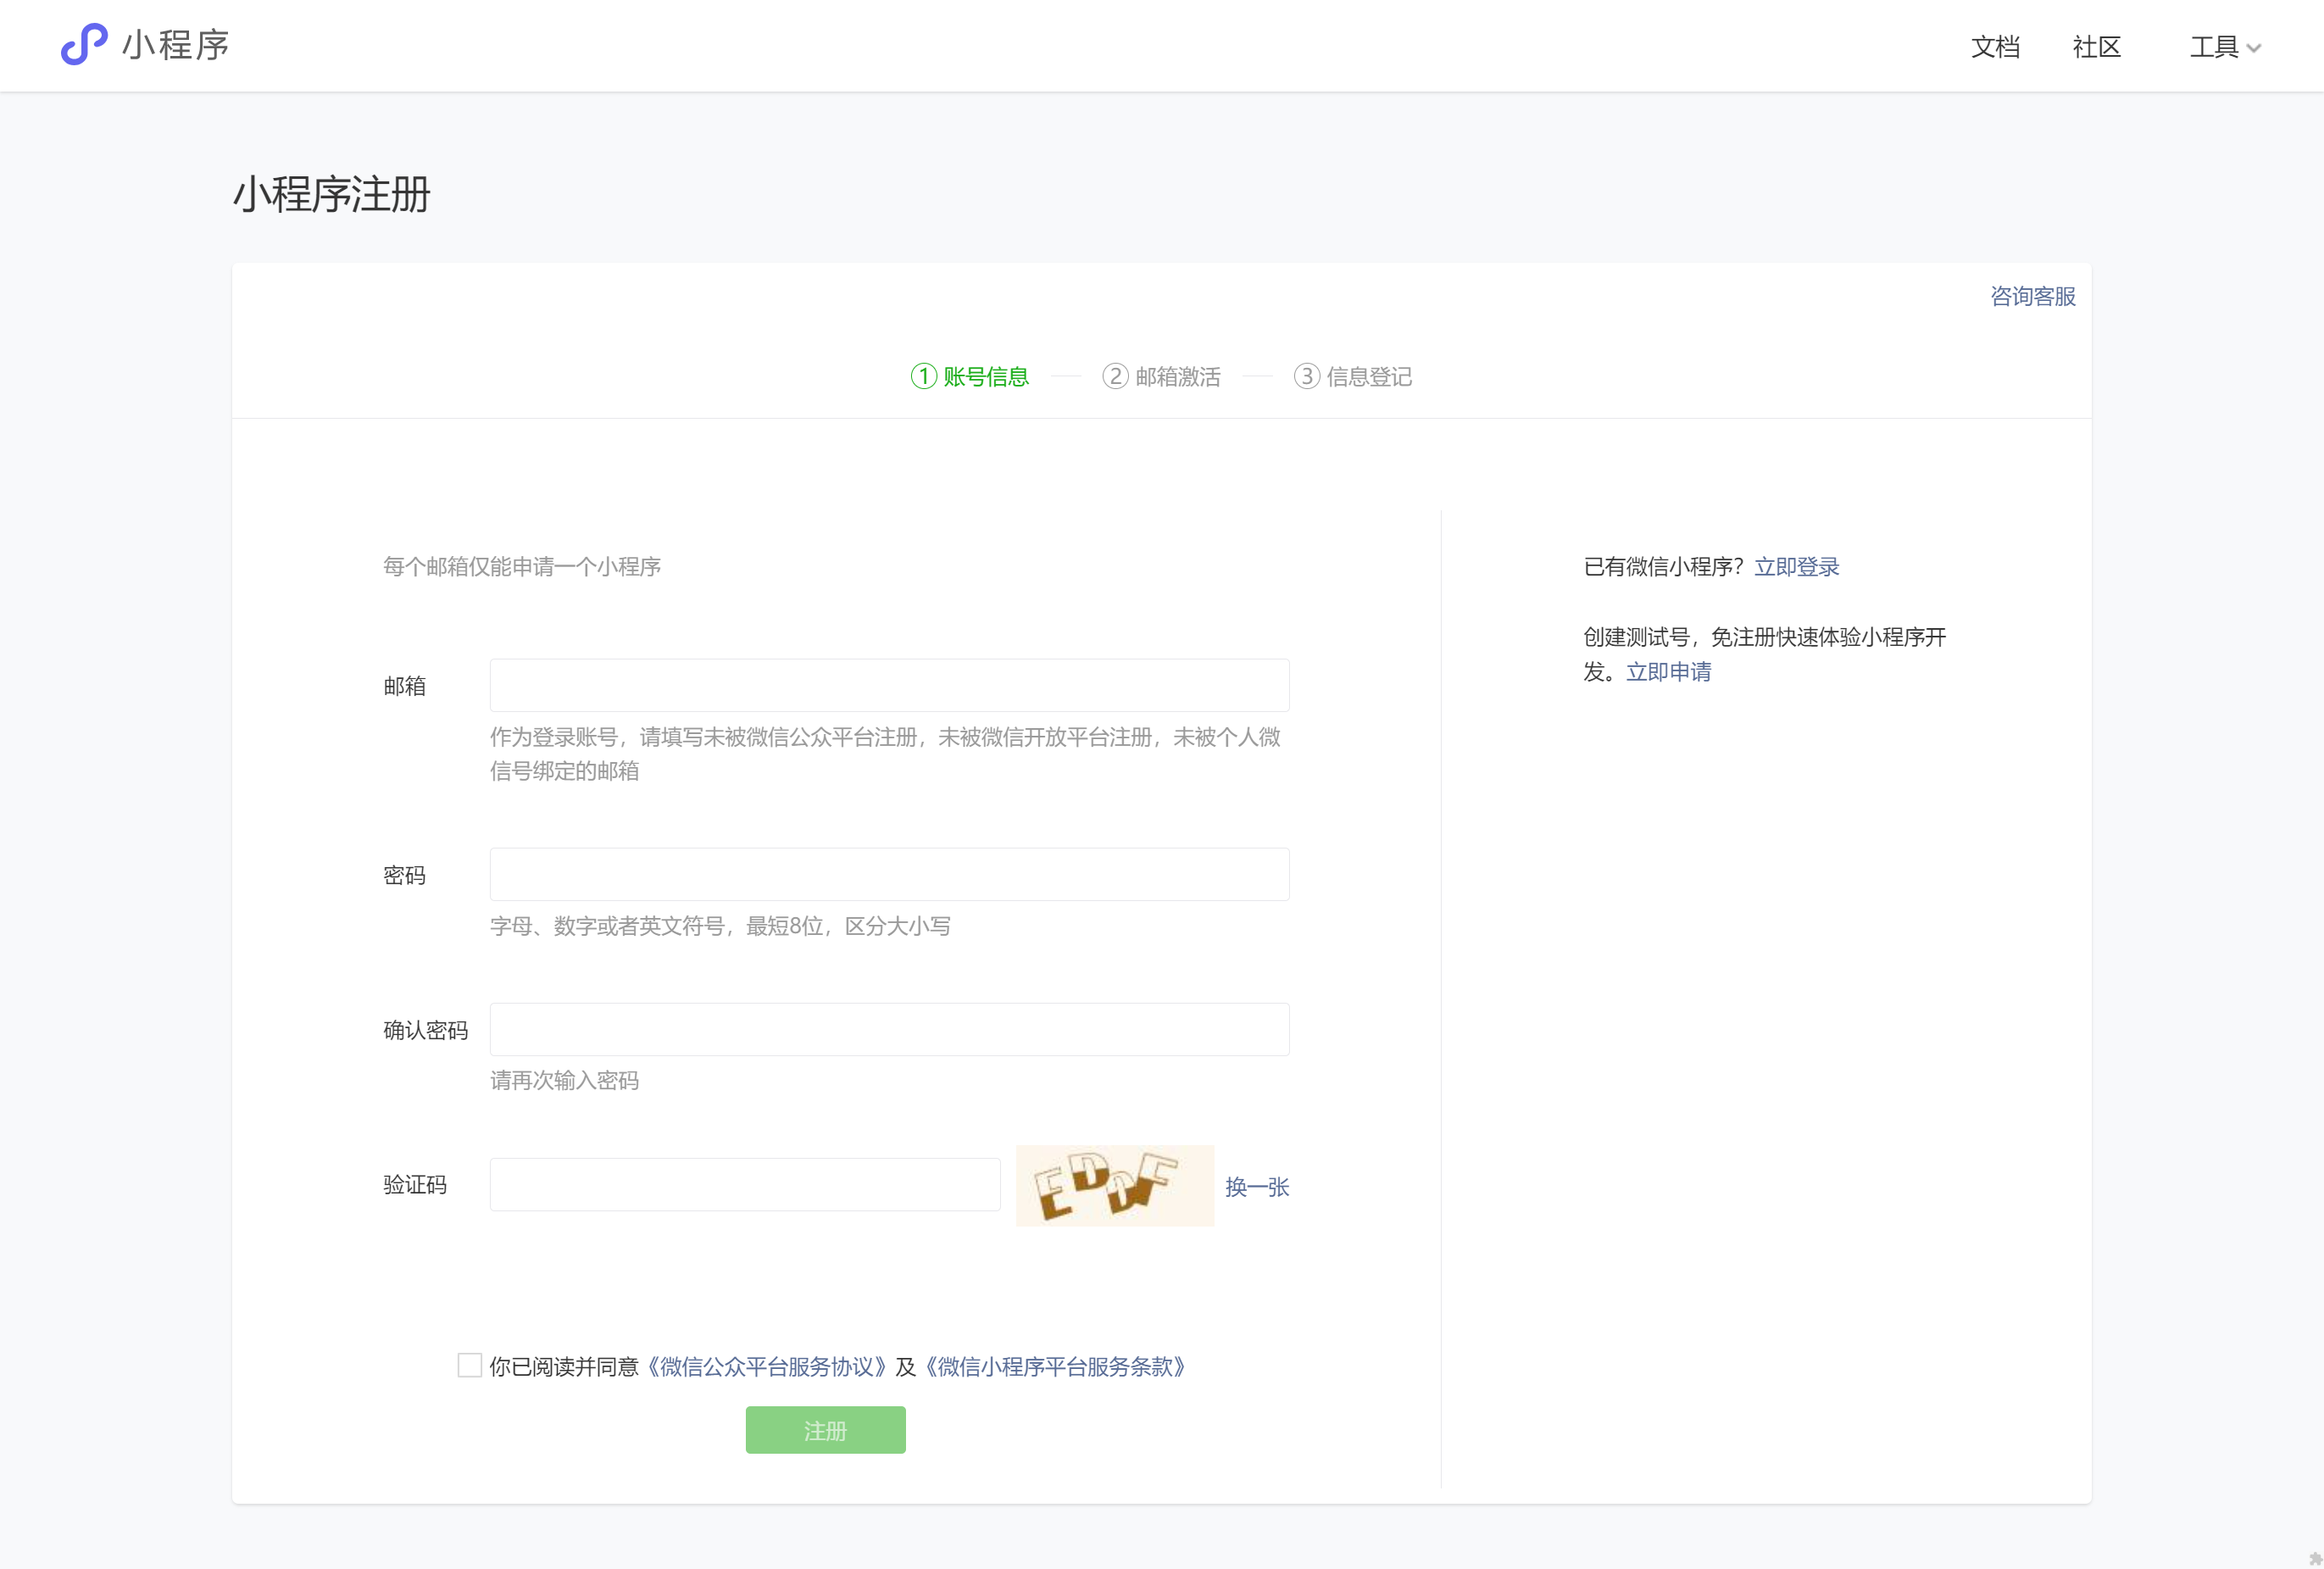 小程序
文档 社区 工具
小程序注册
咨询客服
1 账号信息 2 邮箱激活 3 信息登记
每个邮箱仅能申请一个小程序
邮箱
作为登录账号，请填写未被微信公众平台注册，未被微信开放平台注册，未被个人微
信号绑定的邮箱
密码
字母、数字或者英文符号，最短8位，区分大小写
确认密码
请再次输入密码
验证码 EDDF 换一张
你已阅读并同意《微信公众平台服务协议》及《微信小程序平台服务条款》
注册
已有微信小程序？立即登录
创建测试号，免注册快速体验小程序开
发。立即申请